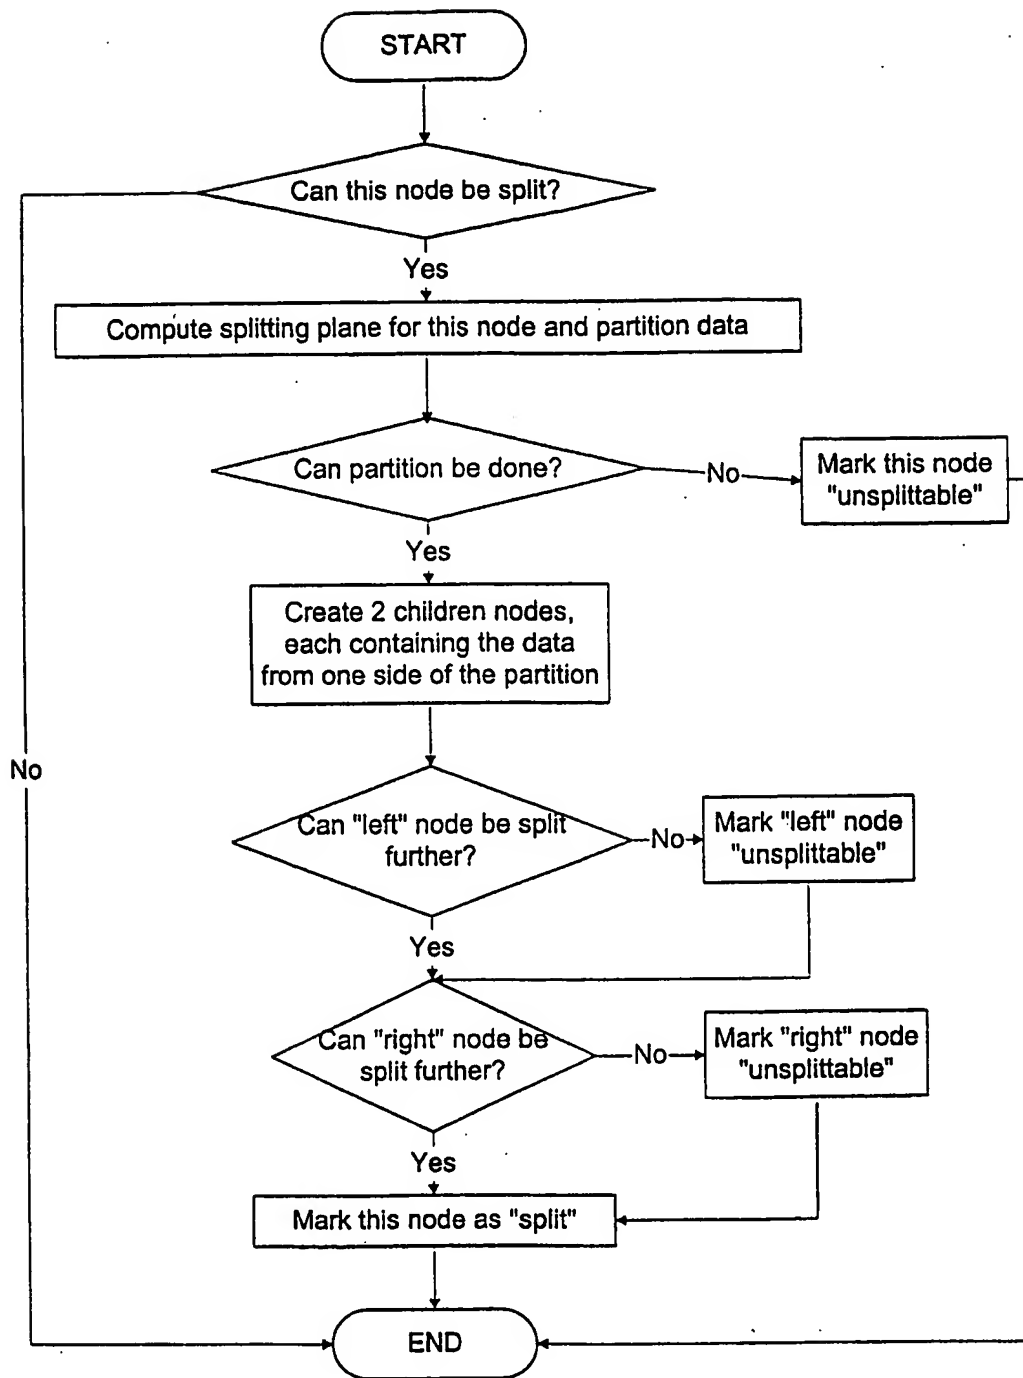 START
Can this node be split?
Yes
Compute splitting plane for this node and partition data
Can partition be done?
No
Mark this node
"unsplittable"
Yes
Create 2 children nodes,
each containing the data
from one side of the partition
No
Can "left" node be split
further?
No
Mark "left" node
"unsplittable"
Yes
Can "right" node be
split further?
No
Mark "right" node
"unsplittable"
Yes
Mark this node as "split"
END